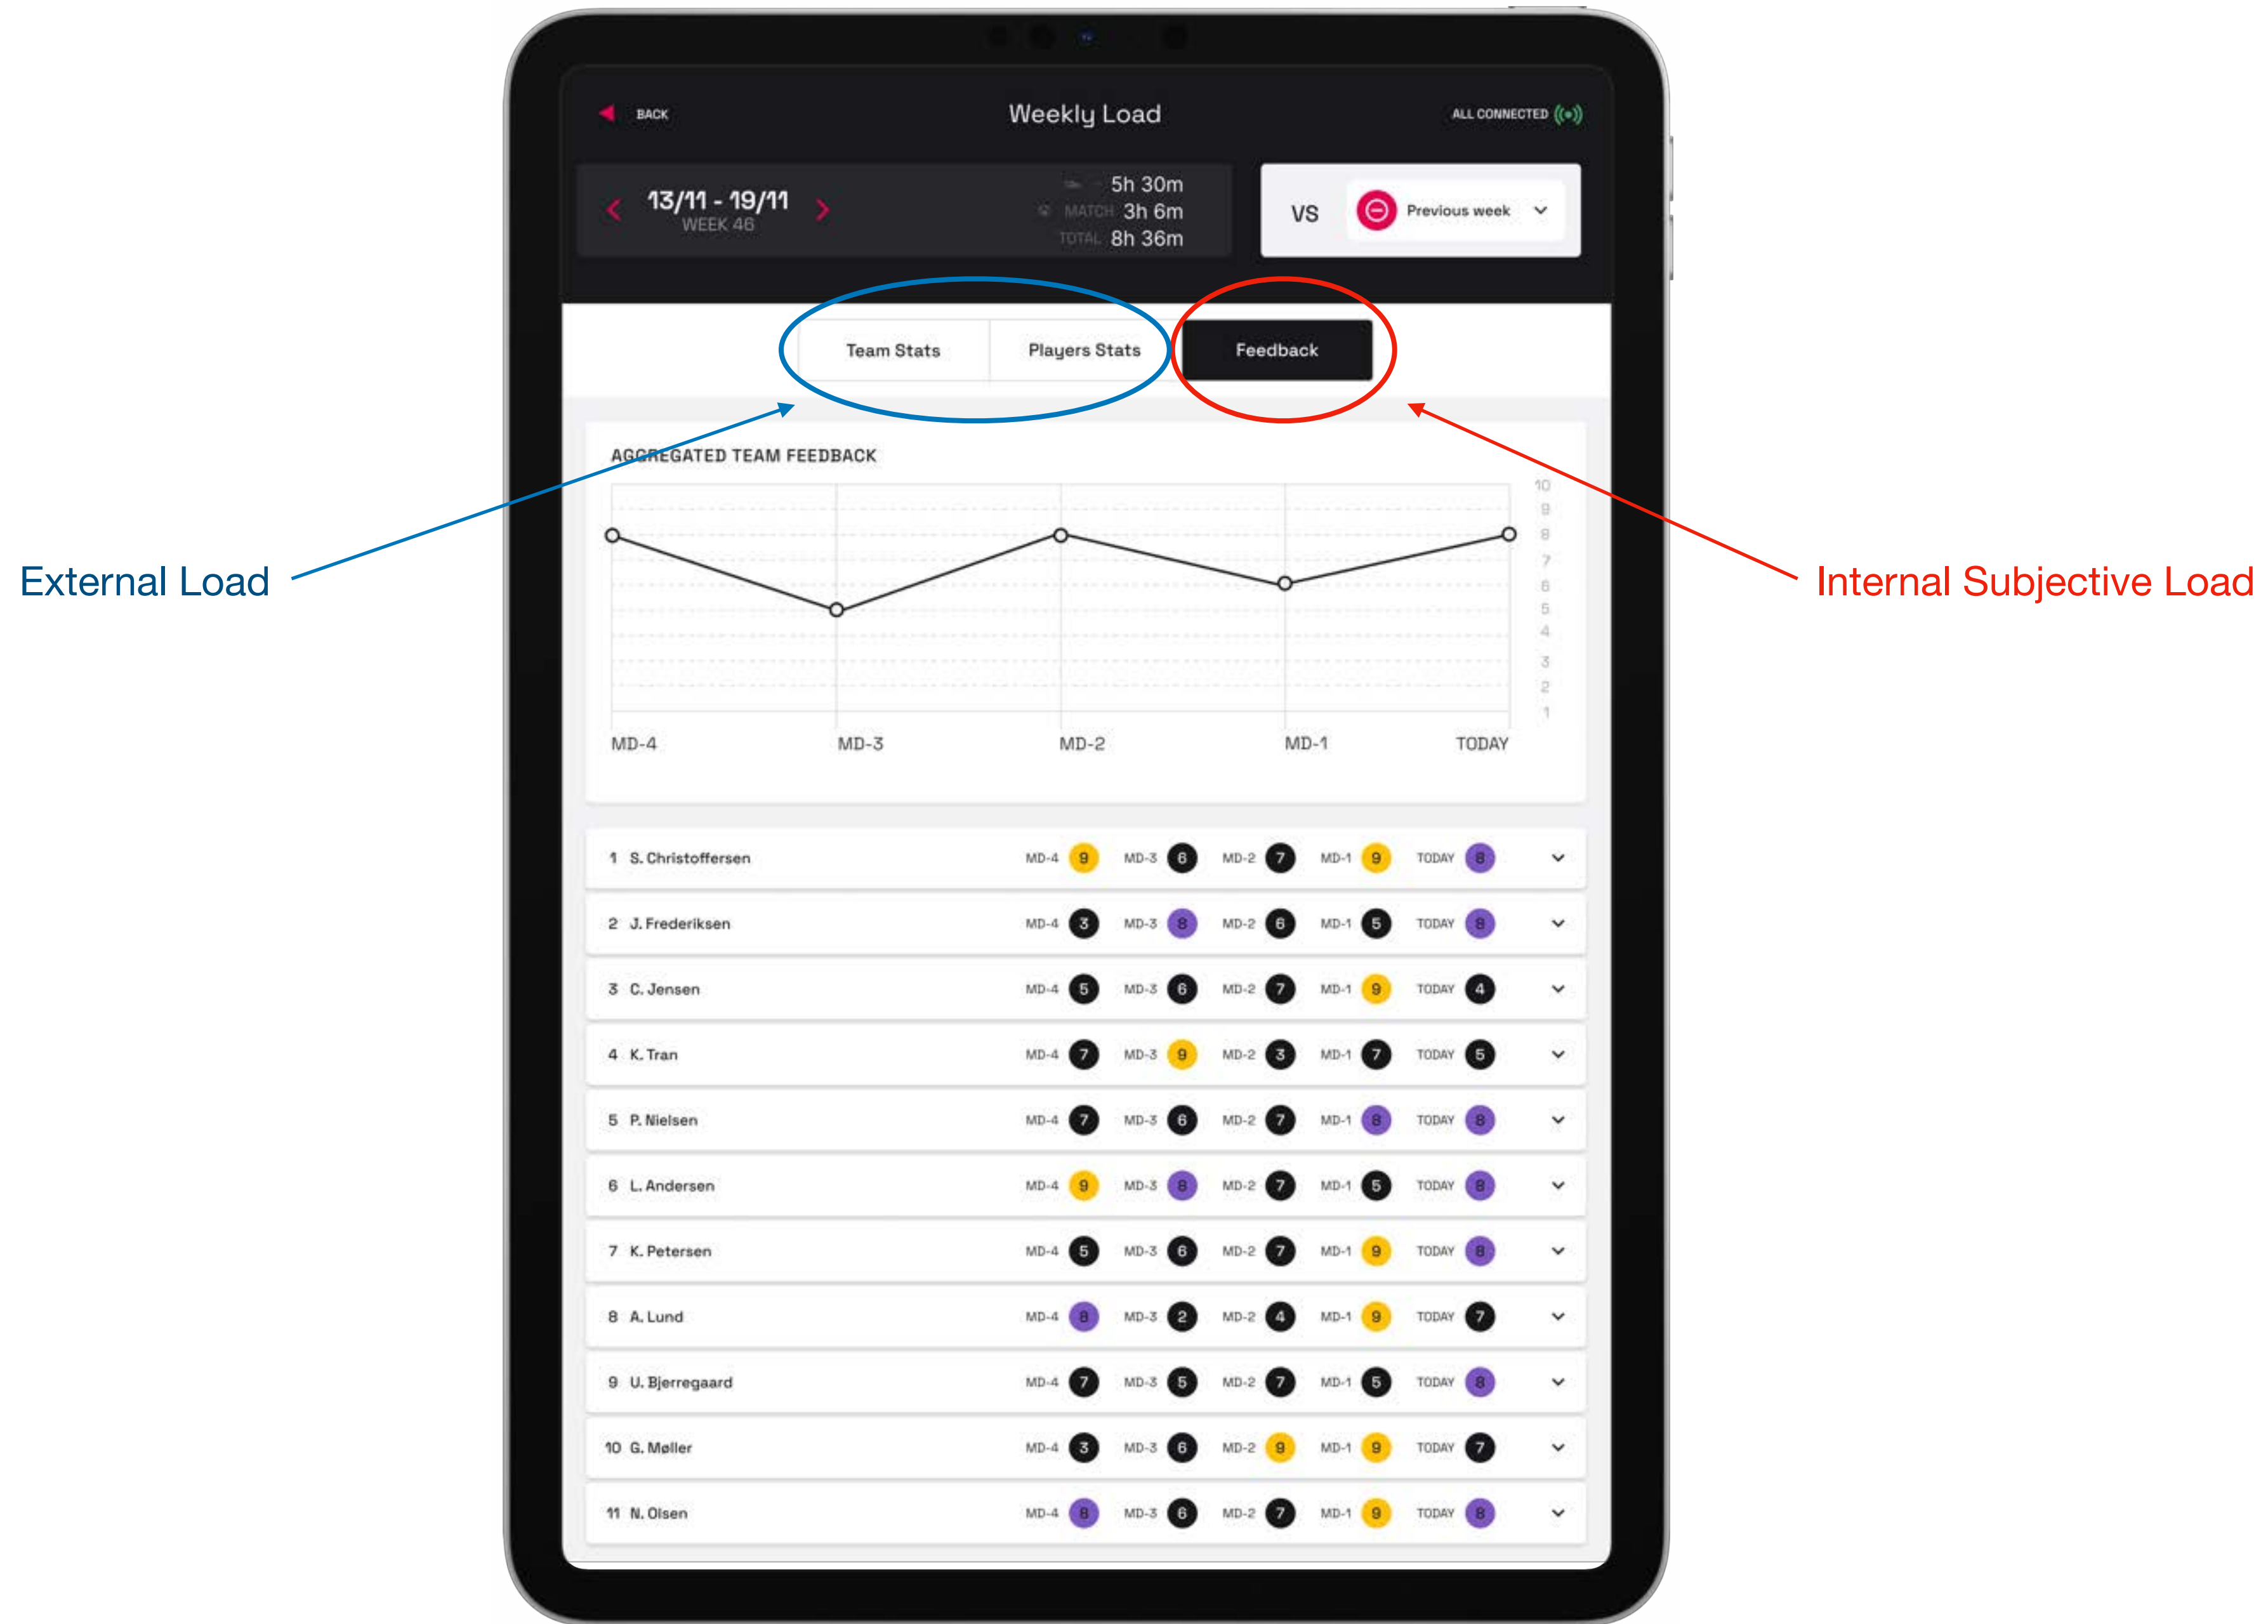 BACK
Weekly Load
ALL CONNECTED
13/11 - 19/11
WEEK 46
5h 30m
MATCH 3h 6m
TOTAL 8h 36m
VS
Previous week
Team Stats
Players Stats
Feedback
AGGREGATED TEAM FEEDBACK
10
9
8
7
6
5
4
3
2
1
MD-4 MD-3 MD-2 MD-1 TODAY
External Load
Internal Subjective Load
1 S. Christoffersen MD-4 9 MD-3 6 MD-2 7 MD-1 9 TODAY 8
2 J. Frederiksen MD-4 3 MD-3 8 MD-2 6 MD-1 5 TODAY 8
3 C. Jensen MD-4 5 MD-3 6 MD-2 7 MD-1 9 TODAY 4
4 K. Tran MD-4 7 MD-3 9 MD-2 3 MD-1 7 TODAY 5
5 P. Nielsen MD-4 7 MD-3 6 MD-2 7 MD-1 8 TODAY 8
6 L. Andersen MD-4 9 MD-3 8 MD-2 7 MD-1 5 TODAY 8
7 K. Petersen MD-4 5 MD-3 6 MD-2 7 MD-1 9 TODAY 8
8 A. Lund MD-4 8 MD-3 2 MD-2 4 MD-1 9 TODAY 7
9 U. Bjerregaard MD-4 7 MD-3 5 MD-2 7 MD-1 5 TODAY 8
10 G. Møller MD-4 3 MD-3 6 MD-2 9 MD-1 9 TODAY 7
11 N. Olsen MD-4 8 MD-3 6 MD-2 7 MD-1 9 TODAY 8